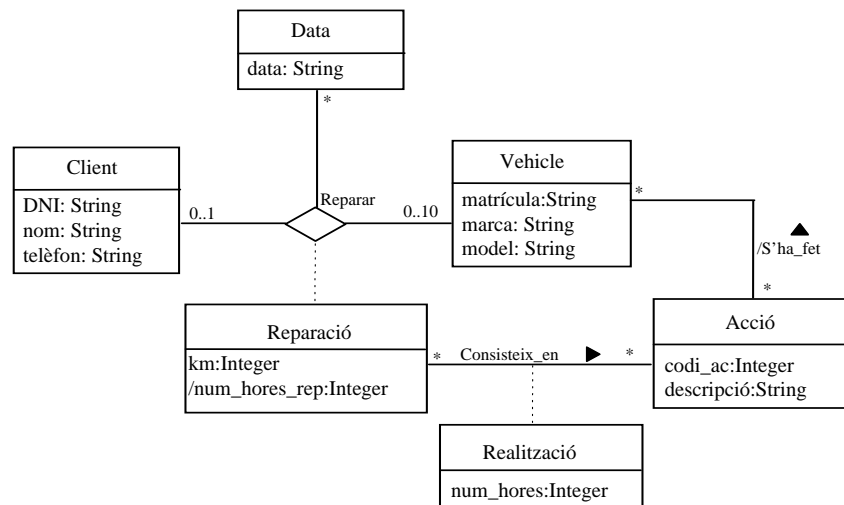 Data
data: String
*
Client
DNI: String
nom: String
telèfon: String
0..1
Reparar
0..10
Vehicle
matrícula:String
marca: String
model: String
*
/S'ha_fet
*
Reparació
km:Integer
/num_hores_rep:Integer
*
Consisteix_en
*
Acció
codi_ac:Integer
descripció:String
Realització
num_hores:Integer